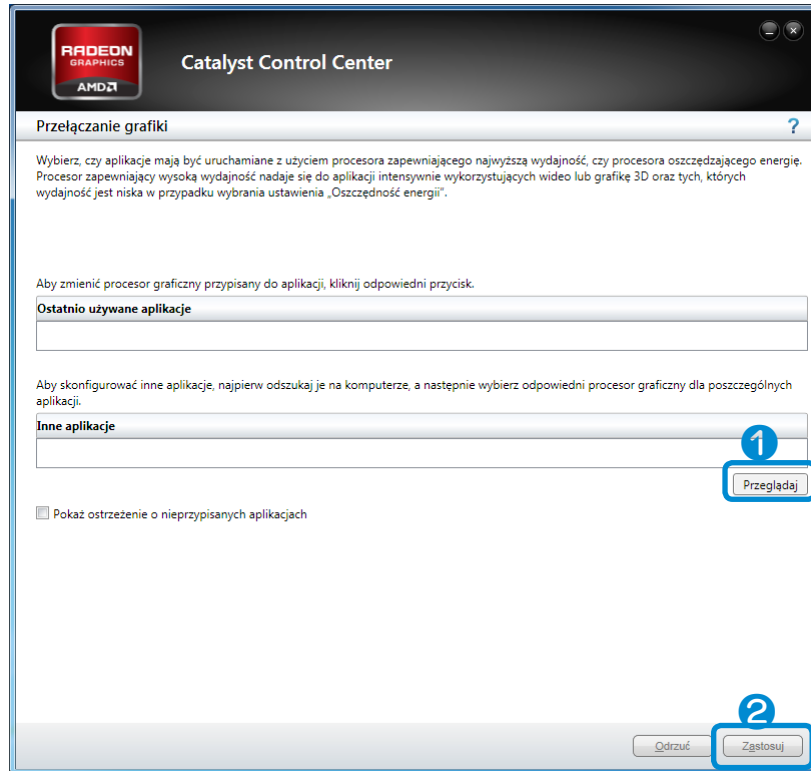 RADEON
GRAPHICS
AMD
Catalyst Control Center
Przełączanie grafiki
?
Wybierz, czy aplikacje mają być uruchamiane z użyciem procesora zapewniającego najwyższą wydajność, czy procesora oszczędzającego energię.
Procesor zapewniający wysoką wydajność nadaje się do aplikacji intensywnie wykorzystujących wideo lub grafikę 3D oraz tych, których
wydajność jest niska w przypadku wybrania ustawienia „Oszczędność energii”.
Aby zmienić procesor graficzny przypisany do aplikacji, kliknij odpowiedni przycisk.
Ostatnio używane aplikacje
Aby skonfigurować inne aplikacje, najpierw odszukaj je na komputerze, a następnie wybierz odpowiedni procesor graficzny dla poszczególnych
aplikacji.
Inne aplikacje
1
Przeglądaj
Pokaż ostrzeżenie o nieprzypisanych aplikacjach
2
Odrzuć Zastosuj